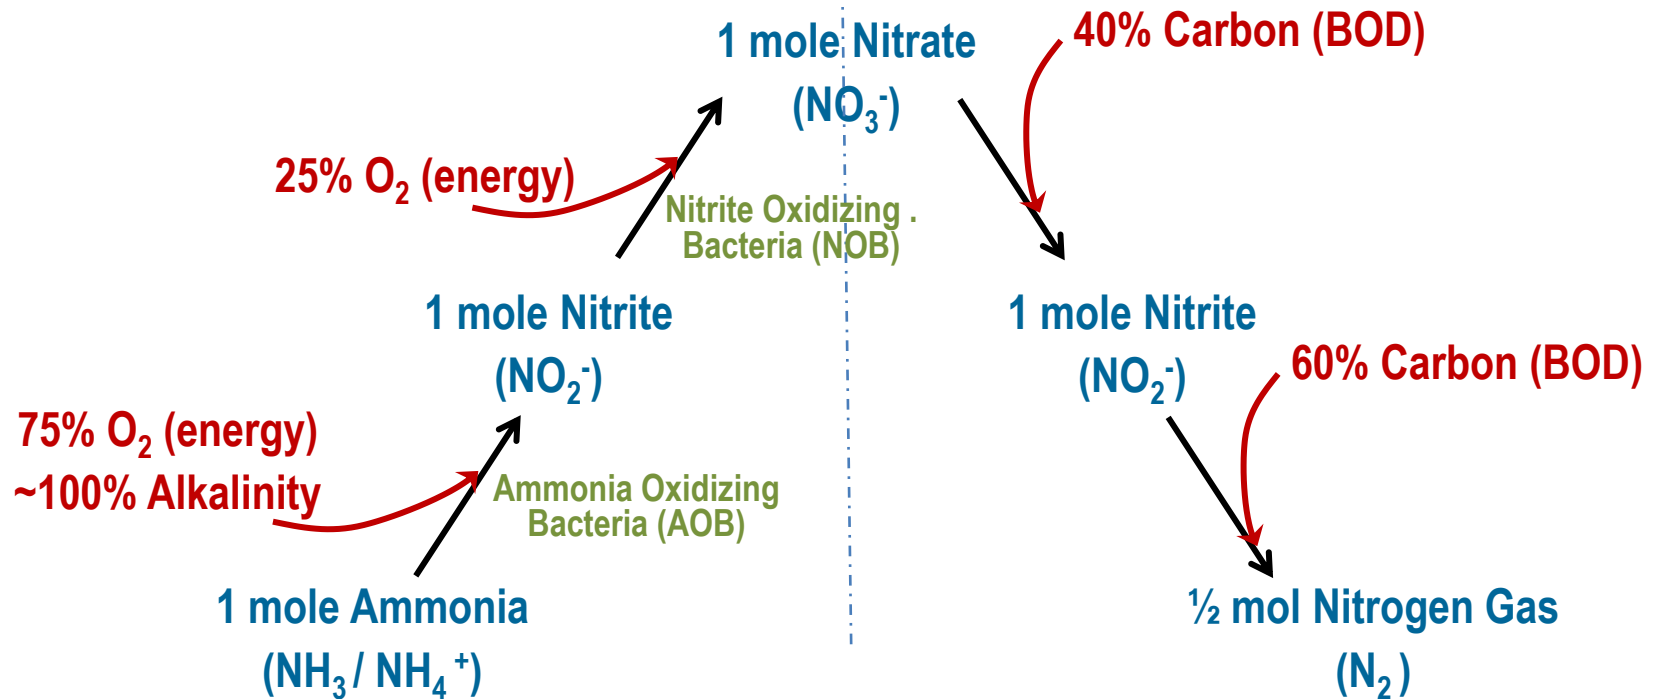 1 mole Nitrate
(NO₃⁻)
40% Carbon (BOD)
25% O₂ (energy)
Nitrite Oxidizing .
Bacteria (NOB)
1 mole Nitrite
(NO₂⁻)
1 mole Nitrite
(NO₂⁻)
60% Carbon (BOD)
75% O₂ (energy)
~100% Alkalinity
Ammonia Oxidizing
Bacteria (AOB)
1 mole Ammonia
(NH₃ / NH₄ ⁺)
½ mol Nitrogen Gas
(N₂ )